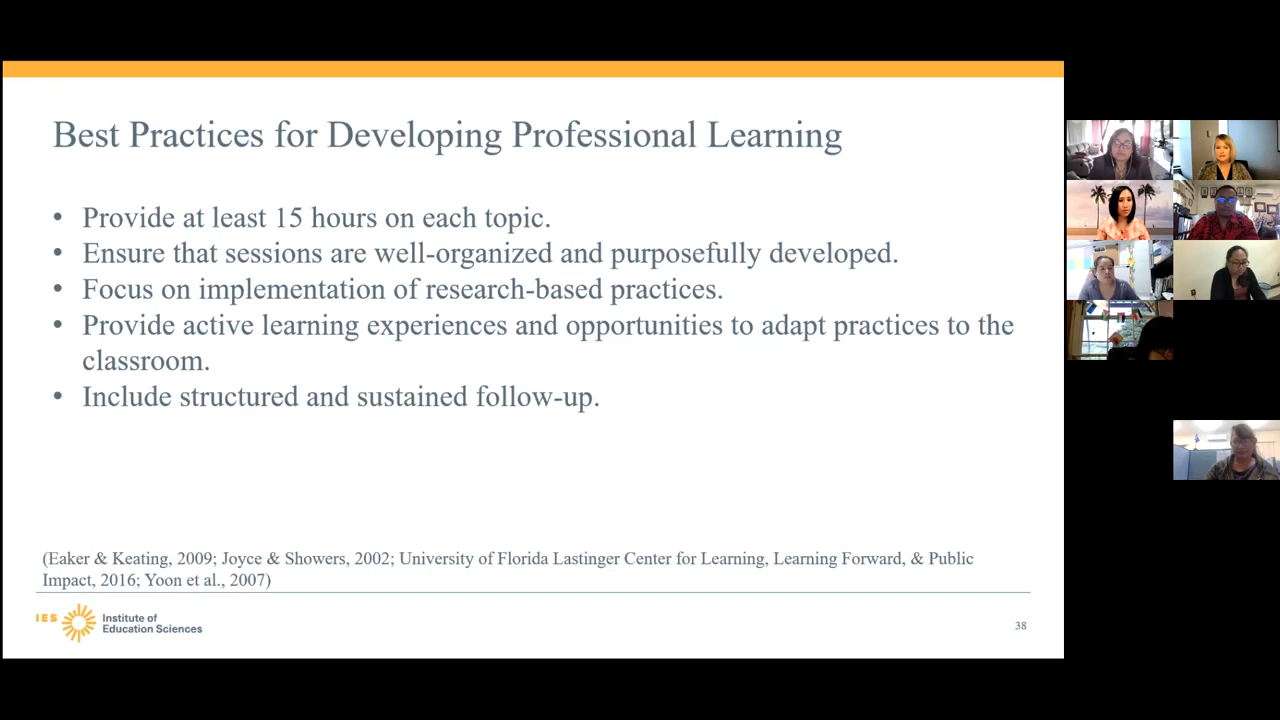 Best Practices for Developing Professional Learning
• Provide at least 15 hours on each topic.
• Ensure that sessions are well-organized and purposefully developed.
• Focus on implementation of research-based practices.
• Provide active learning experiences and opportunities to adapt practices to the
classroom.
• Include structured and sustained follow-up.
(Eaker & Keating, 2009; Joyce & Showers, 2002; University of Florida Lastinger Center for Learning, Learning Forward, & Public
Impact, 2016; Yoon et al., 2007)
IES
Institute of
Education Sciences
38